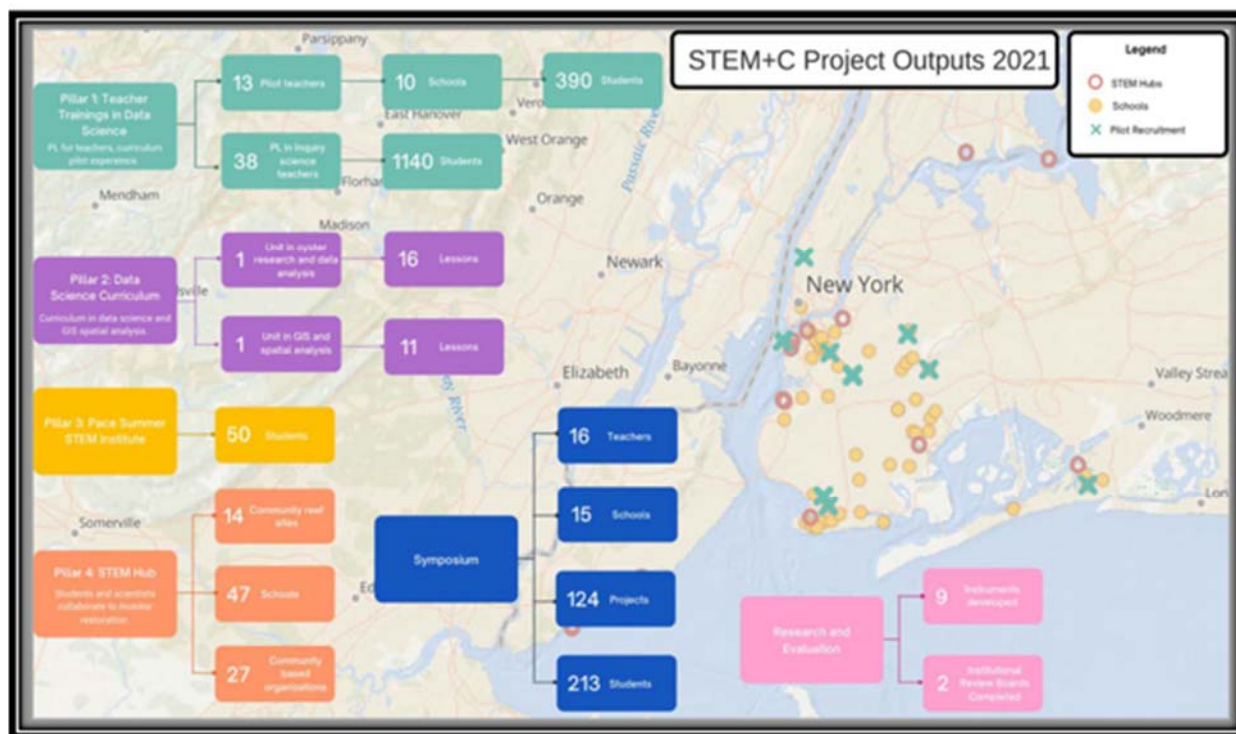 STEM+C Project Outputs 2021
Legend
STEM Hubs
Schools
Pilot Recruitment
Pillar 1: Teacher
Trainings in Data
Science
PL for teachers, curriculum
pilot experience
13 Pilot teachers
10 Schools
390 Students
38 PL in Inquiry
science
teachers
1140 Students
Pillar 2: Data
Science Curriculum
Curriculum in data science and
GIS spatial analysis.
1 Unit in oyster
research and data
analysis
16 Lessons
1 Unit in GIS and
spatial analysis
11 Lessons
Pillar 3: Pace Summer
STEM Institute
50 Students
Pillar 4: STEM Hub
Students and scientists
collaborate to monitor
restoration.
14 Community reef
sites
47 Schools
27 Community
based
organizations
Symposium
16 Teachers
15 Schools
124 Projects
213 Students
Research and
Evaluation
9 Instruments
developed
2 Institutional
Review Boards
Completed
Parsippany
East Hanover
Vero
West Orange
Passaic River
Mendham
Florha
Orange
Madison
Newark
New York
sville
Elizabeth
Bayonne
Valley Strea
Woodmere
River
Somerville
Ed
Lon